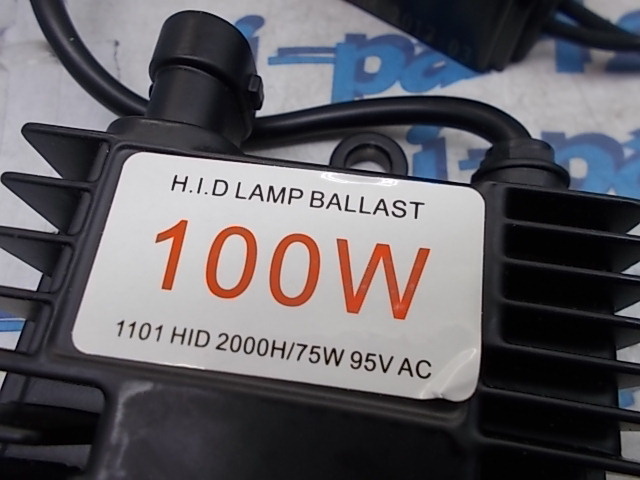 H.I.D LAMP BALLAST
100W
1101 HID 2000H/75W 95V AC